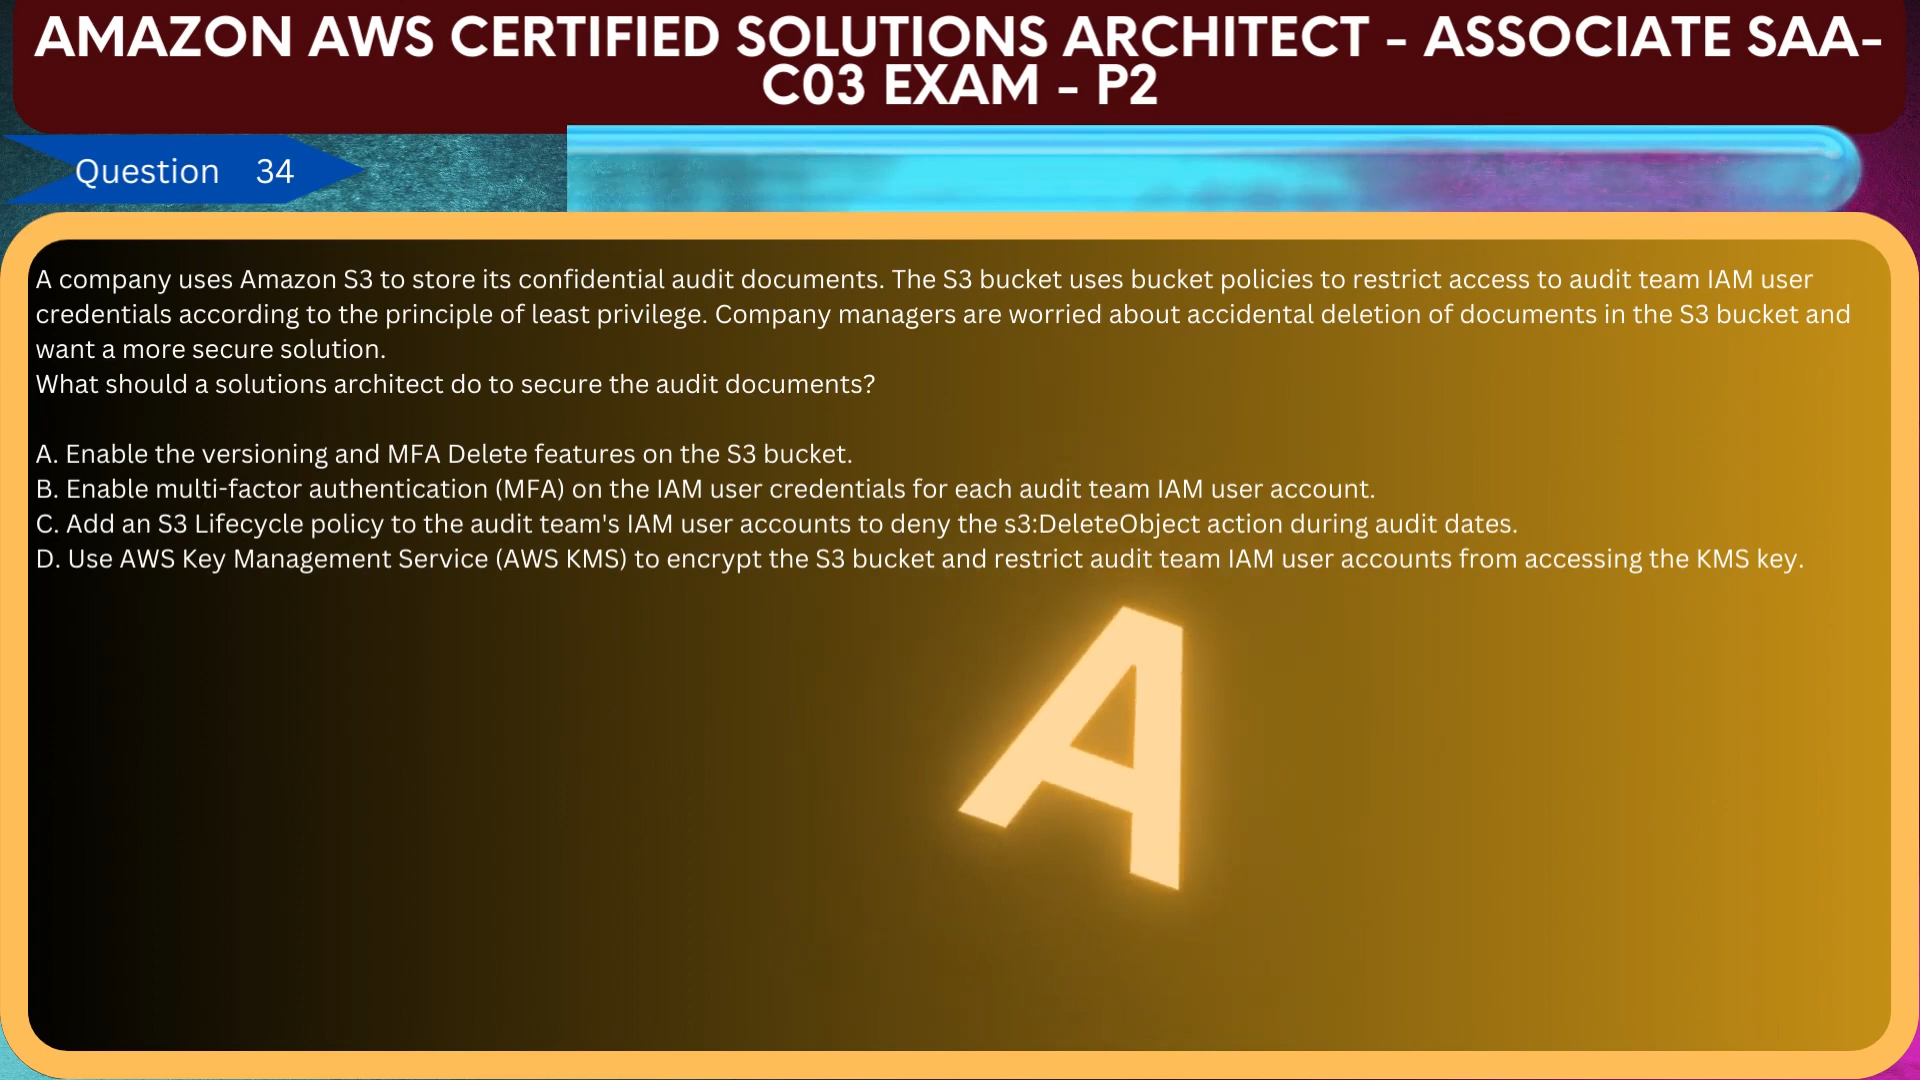 AMAZON AWS CERTIFIED SOLUTIONS ARCHITECT - ASSOCIATE SAA-
C03 EXAM - P2
Question 34
A company uses Amazon S3 to store its confidential audit documents. The S3 bucket uses bucket policies to restrict access to audit team IAM user
credentials according to the principle of least privilege. Company managers are worried about accidental deletion of documents in the S3 bucket and
want a more secure solution.
What should a solutions architect do to secure the audit documents?
A. Enable the versioning and MFA Delete features on the S3 bucket.
B. Enable multi-factor authentication (MFA) on the IAM user credentials for each audit team IAM user account.
C. Add an S3 Lifecycle policy to the audit team's IAM user accounts to deny the s3:DeleteObject action during audit dates.
D. Use AWS Key Management Service (AWS KMS) to encrypt the S3 bucket and restrict audit team IAM user accounts from accessing the KMS key.
A